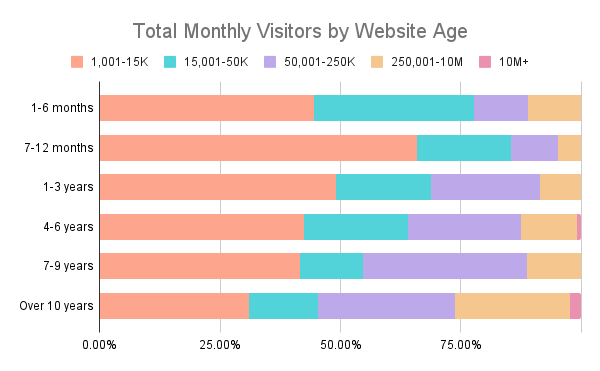 Total Monthly Visitors by Website Age
1,001-15K 15,001-50K 50,001-250K 250,001-10M 10M+
1-6 months
7-12 months
1-3 years
4-6 years
7-9 years
Over 10 years
0.00% 25.00% 50.00% 75.00%